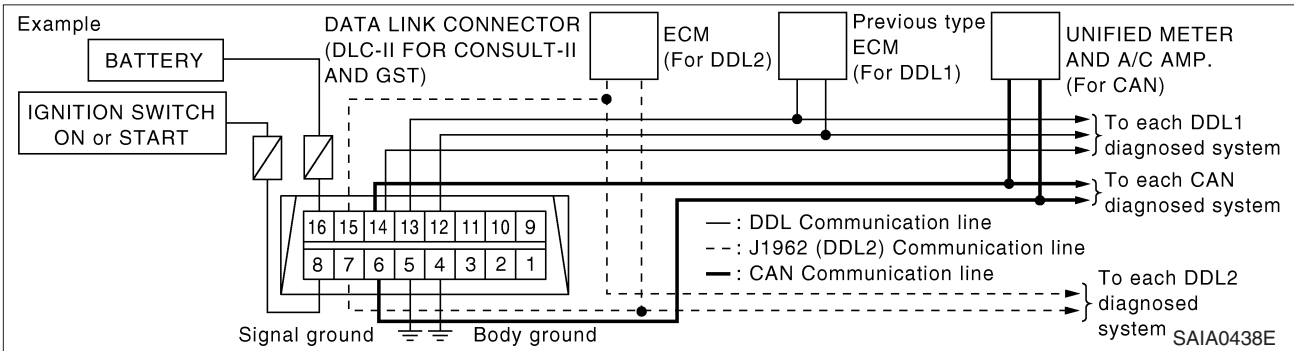 Example
BATTERY
IGNITION SWITCH
ON or START
DATA LINK CONNECTOR
(DLC-II FOR CONSULT-II
AND GST)
ECM
(For DDL2)
Previous type
ECM
(For DDL1)
UNIFIED METER
AND A/C AMP.
(For CAN)
To each DDL1
diagnosed system
To each CAN
diagnosed system
16 15 14 13 12 11 10 9
8 7 6 5 4 3 2 1
: DDL Communication line
: J1962 (DDL2) Communication line
: CAN Communication line
To each DDL2
diagnosed
system
Signal ground
Body ground
SAIA0438E